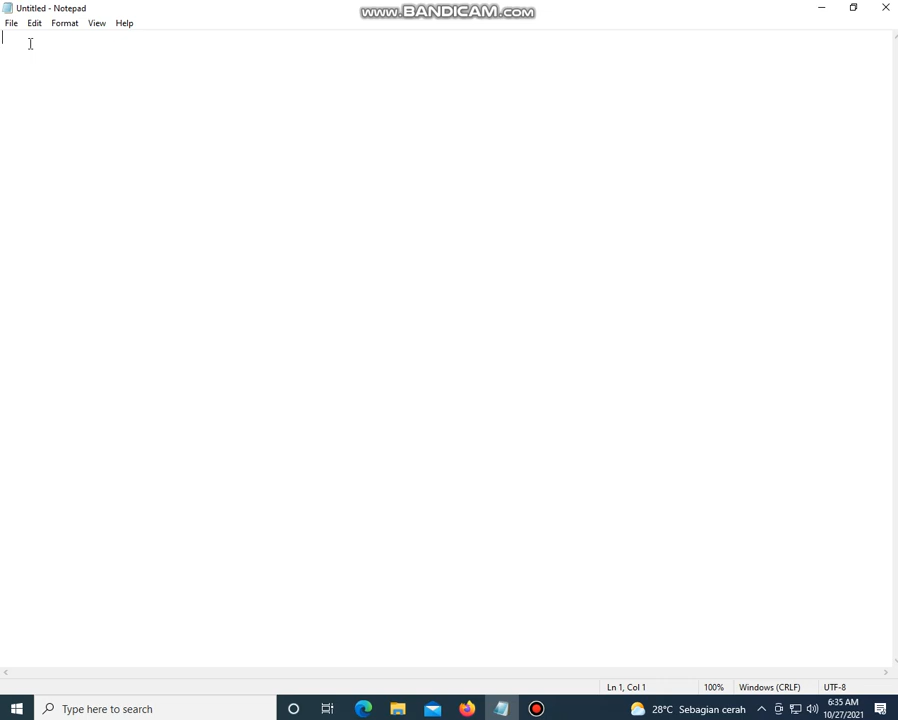 Untitled - Notepad
www.BANDICAM.com
File Edit Format View Help
Ln 1, Col 1 100% Windows (CRLF) UTF-8
Type here to search
28°C Sebagian cerah
6:35 AM
10/27/2021